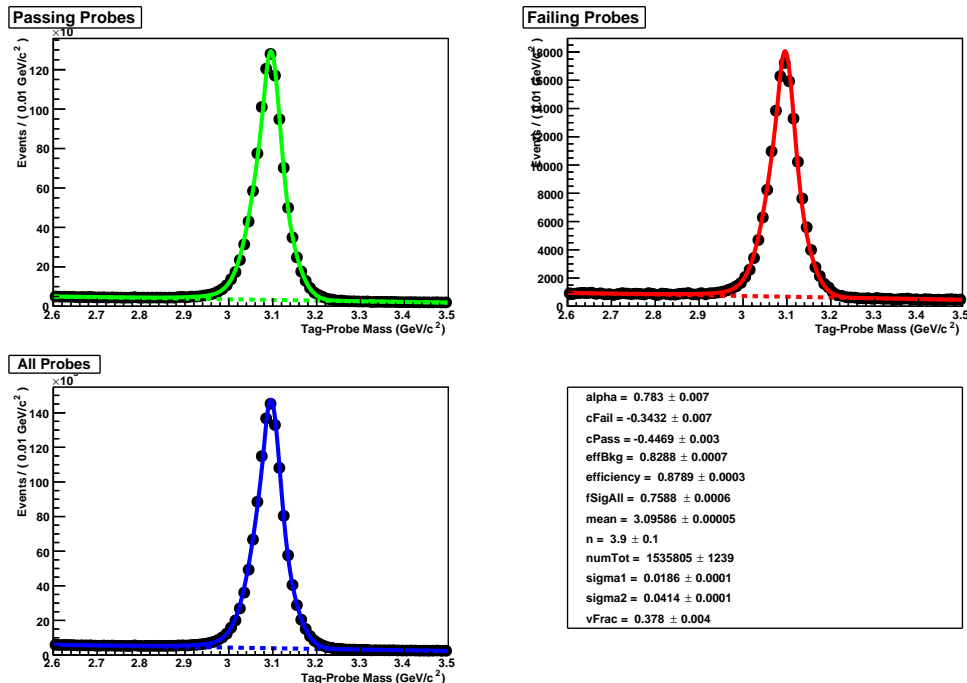 Passing Probes
×10
Events / ( 0.01 GeV/c²)
120
100
80
60
40
20
0
2.6 2.7 2.8 2.9 3 3.1 3.2 3.3 3.4 3.5
Tag-Probe Mass (GeV/c²)
Failing Probes
Events / ( 0.01 GeV/c²)
18000
16000
14000
12000
10000
8000
6000
4000
2000
0
2.6 2.7 2.8 2.9 3 3.1 3.2 3.3 3.4 3.5
Tag-Probe Mass (GeV/c²)
All Probes
×10
Events / ( 0.01 GeV/c²)
140
120
100
80
60
40
20
0
2.6 2.7 2.8 2.9 3 3.1 3.2 3.3 3.4 3.5
Tag-Probe Mass (GeV/c²)
alpha = 0.783 ± 0.007
cFail = -0.3432 ± 0.007
cPass = -0.4469 ± 0.003
effBkg = 0.8288 ± 0.0007
efficiency = 0.8789 ± 0.0003
fSigAll = 0.7588 ± 0.0006
mean = 3.09586 ± 0.00005
n = 3.9 ± 0.1
numTot = 1535805 ± 1239
sigma1 = 0.0186 ± 0.0001
sigma2 = 0.0414 ± 0.0001
vFrac = 0.378 ± 0.004